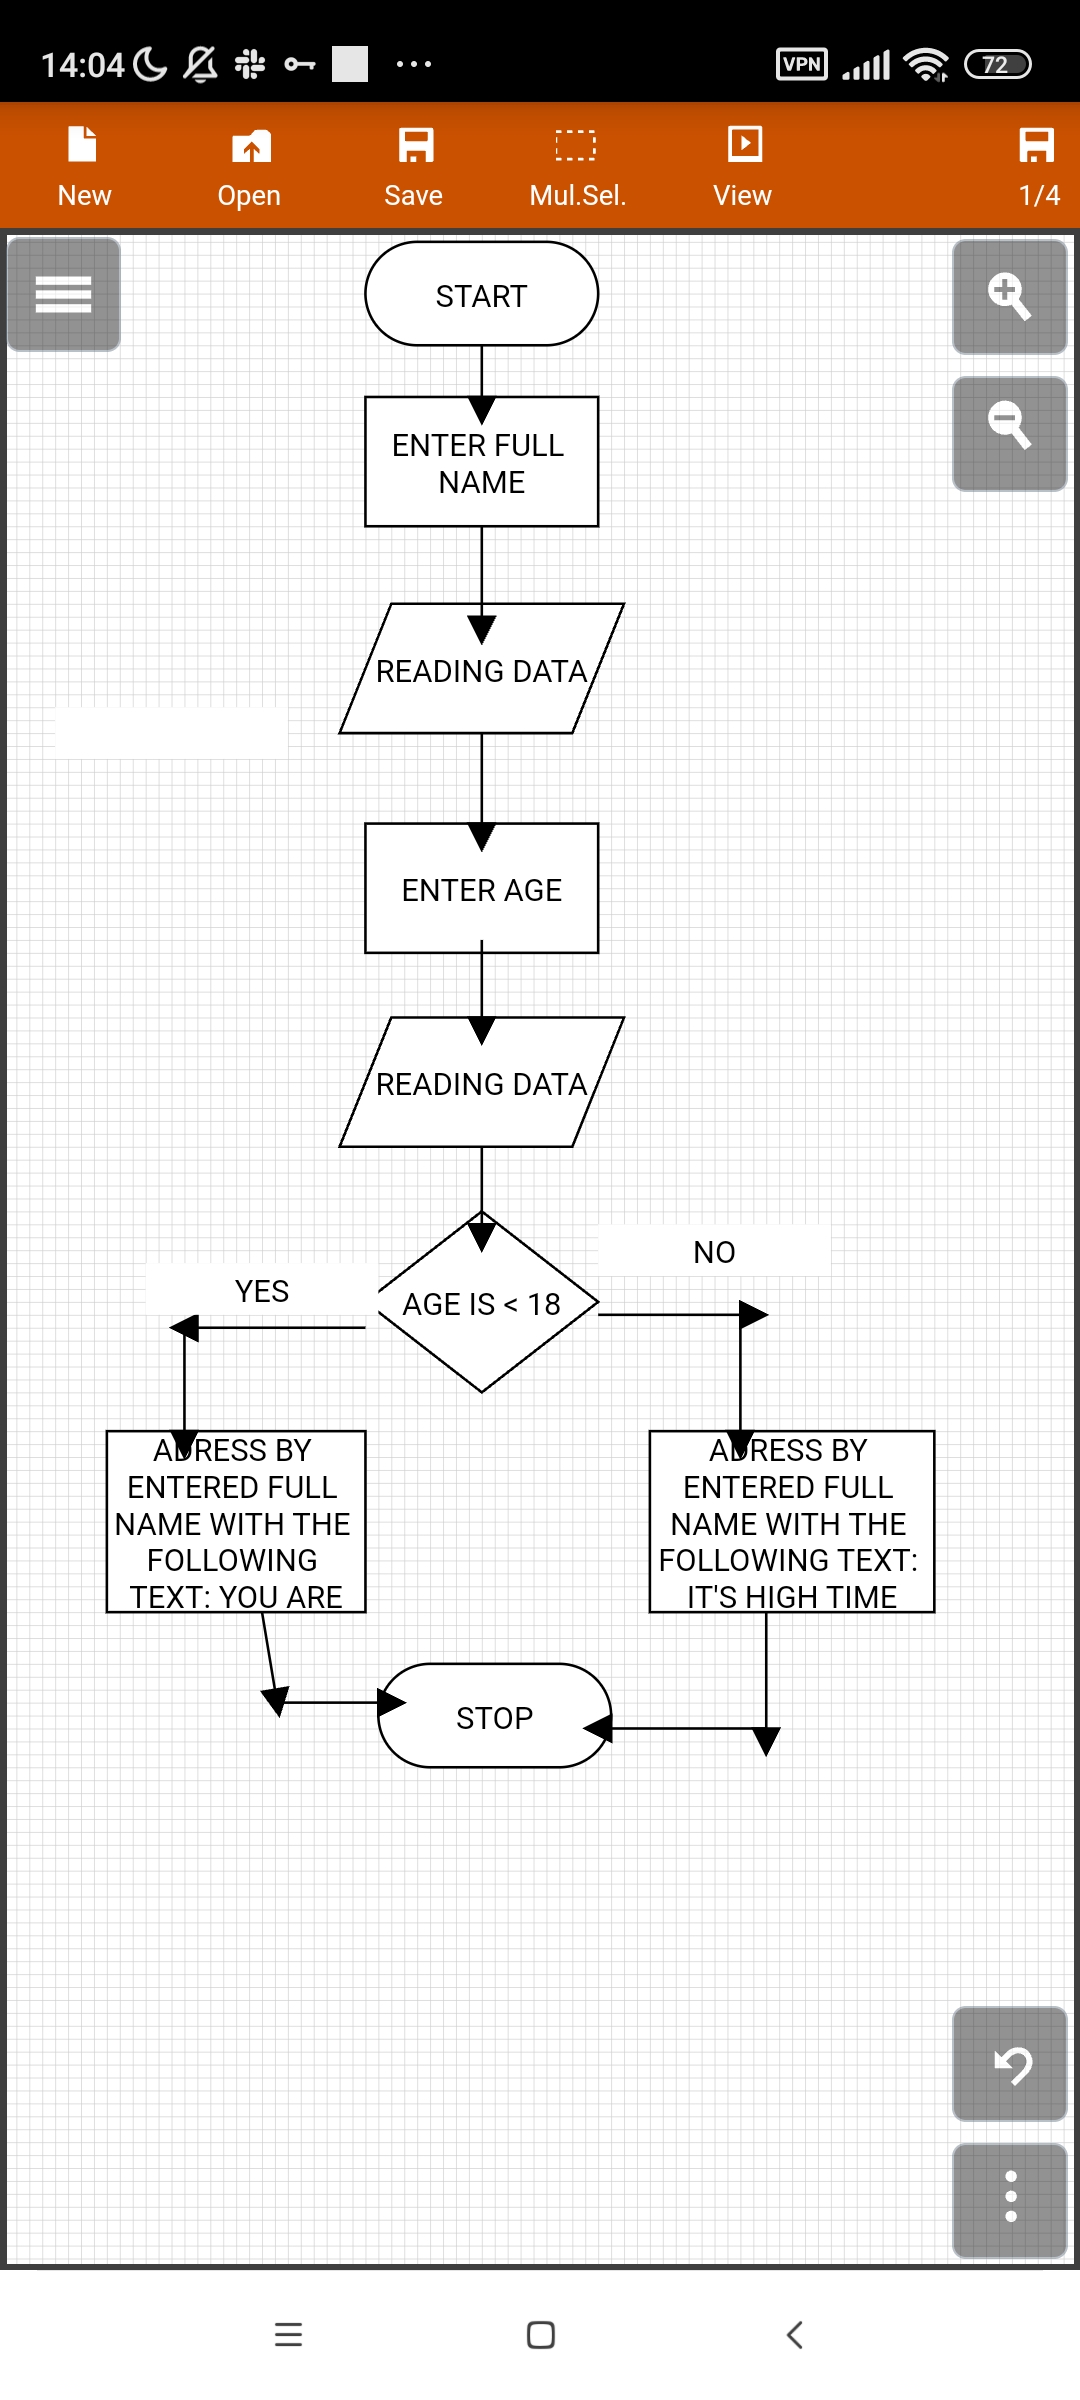 14:04
VPN
72
New Open Save Mul.Sel. View 1/4
START
ENTER FULL
NAME
READING DATA
ENTER AGE
READING DATA
NO
YES
AGE IS < 18
ADRESS BY
ENTERED FULL
NAME WITH THE
FOLLOWING
TEXT: YOU ARE
ADRESS BY
ENTERED FULL
NAME WITH THE
FOLLOWING TEXT:
IT'S HIGH TIME
STOP